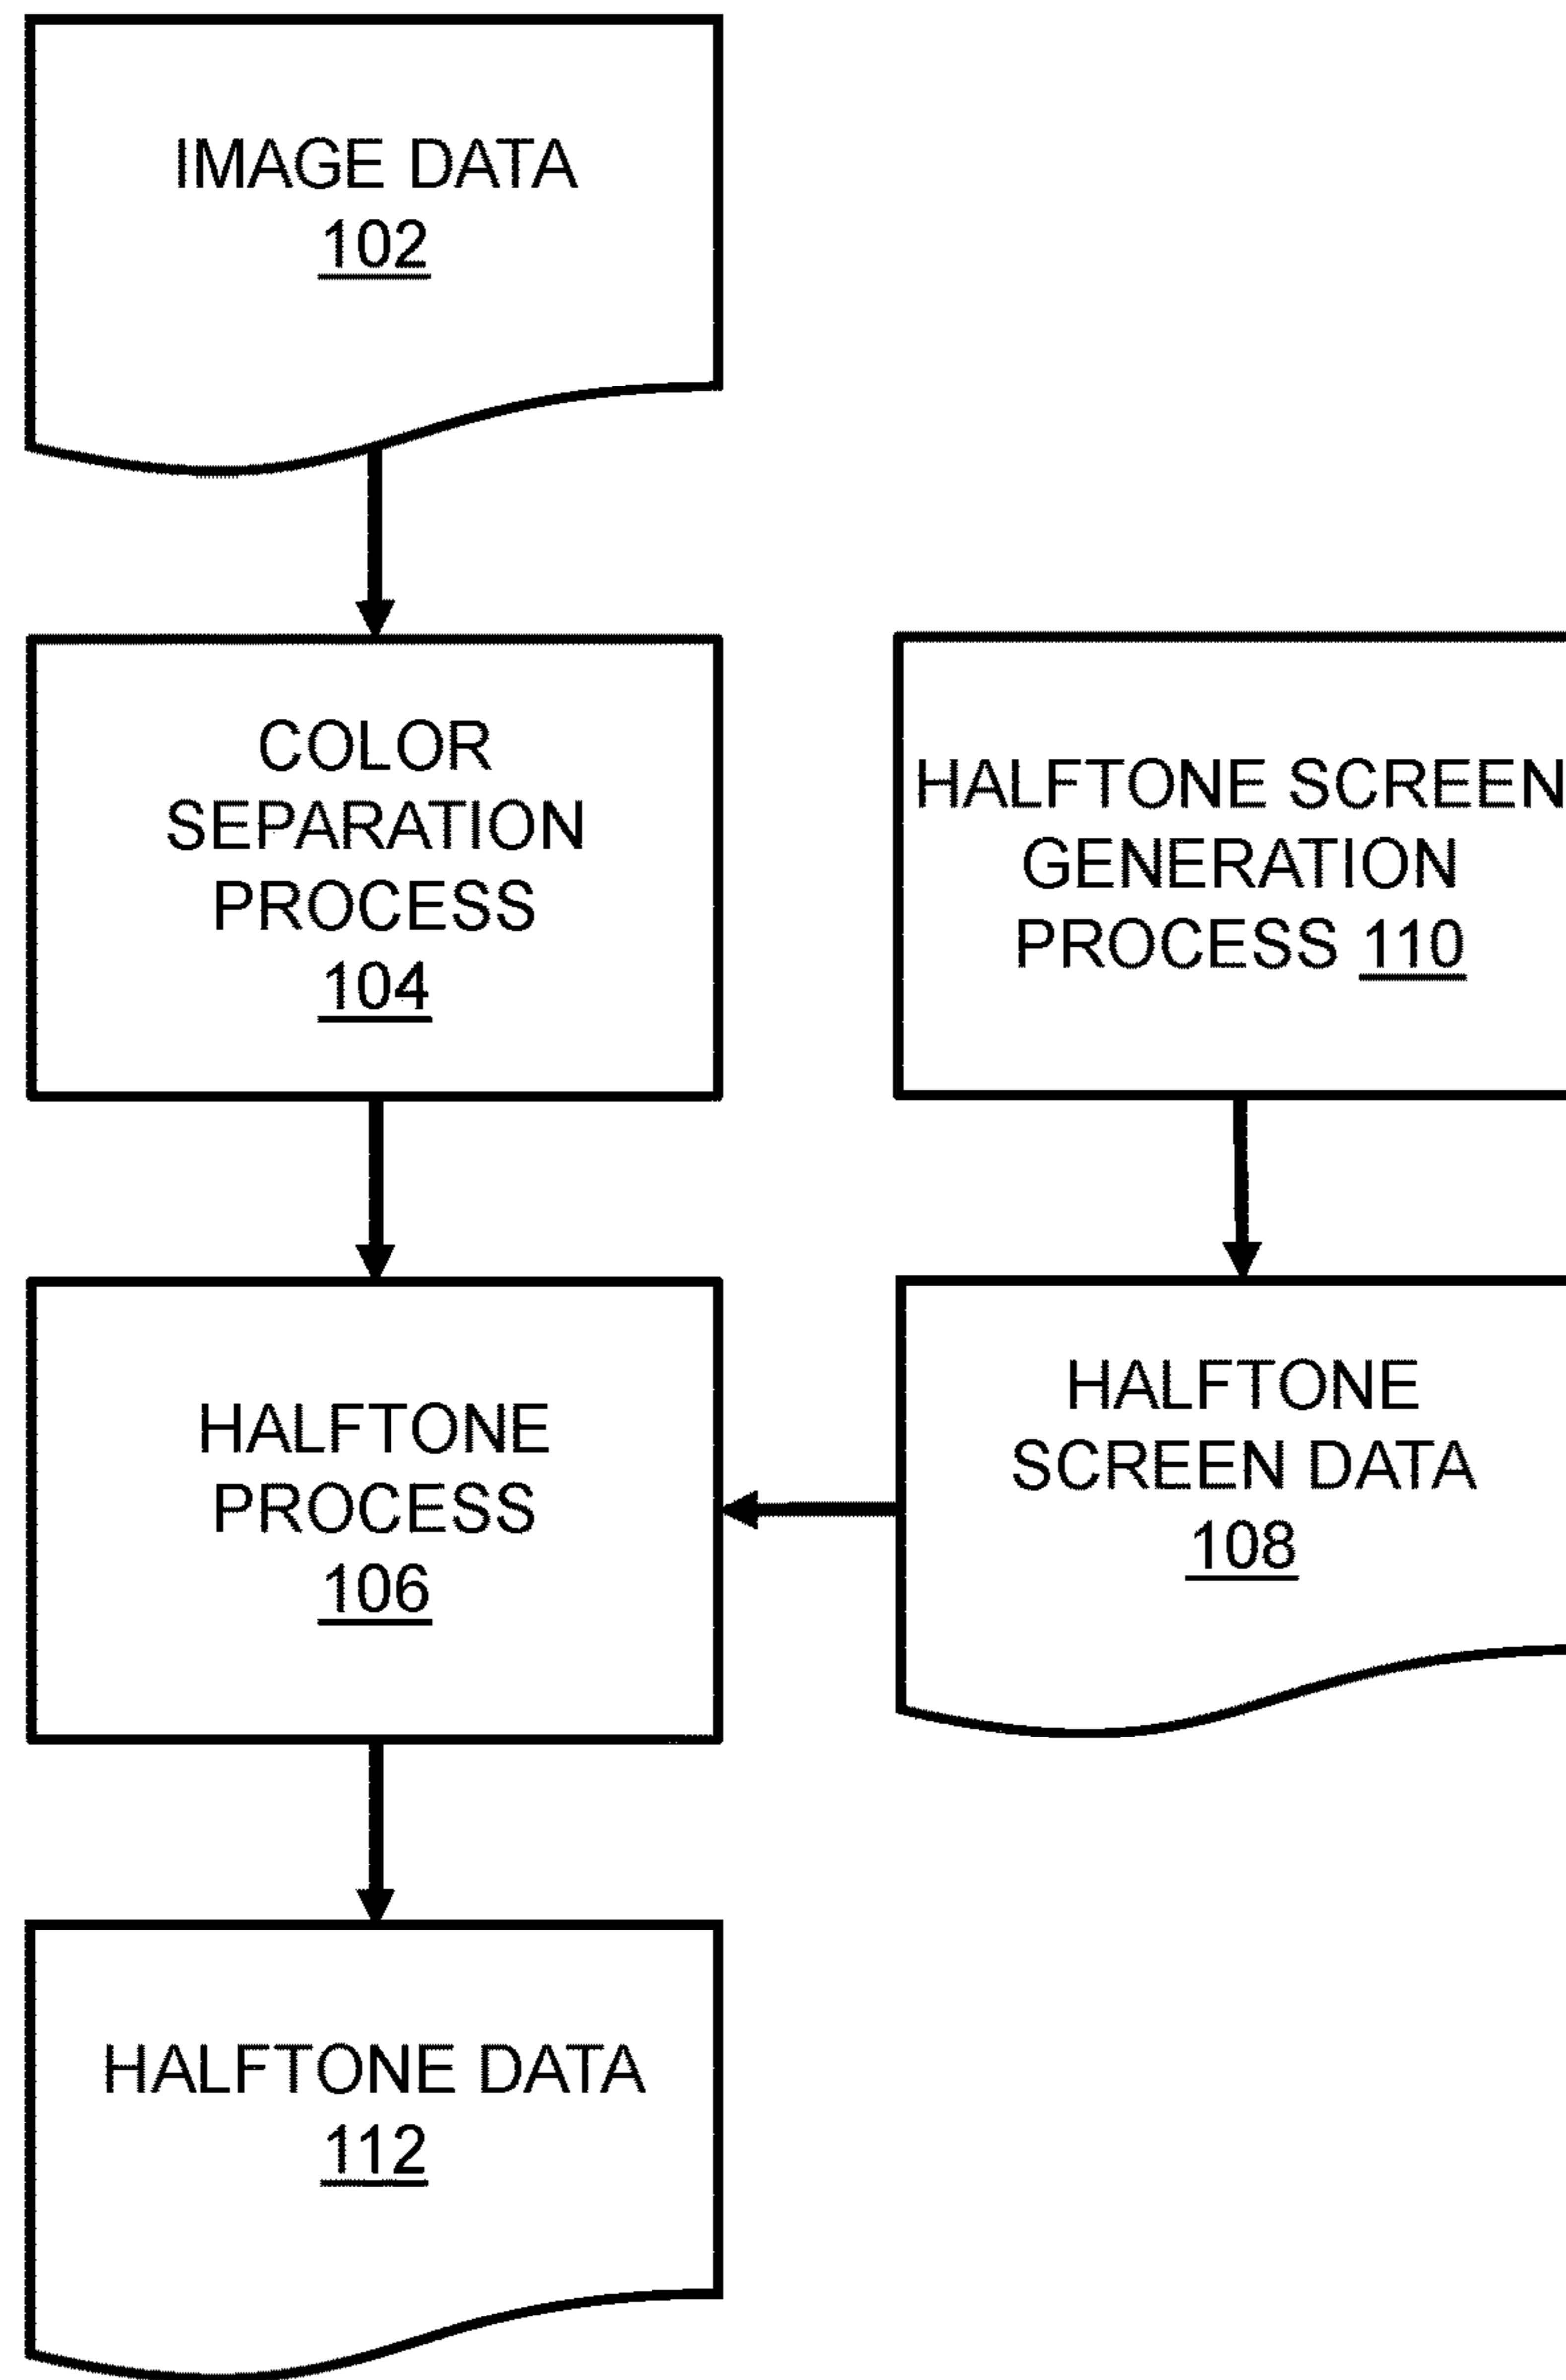 IMAGE DATA
102
COLOR
SEPARATION
PROCESS
104
HALFTONE SCREEN
GENERATION
PROCESS 110
HALFTONE
PROCESS
106
HALFTONE
SCREEN DATA
108
HALFTONE DATA
112